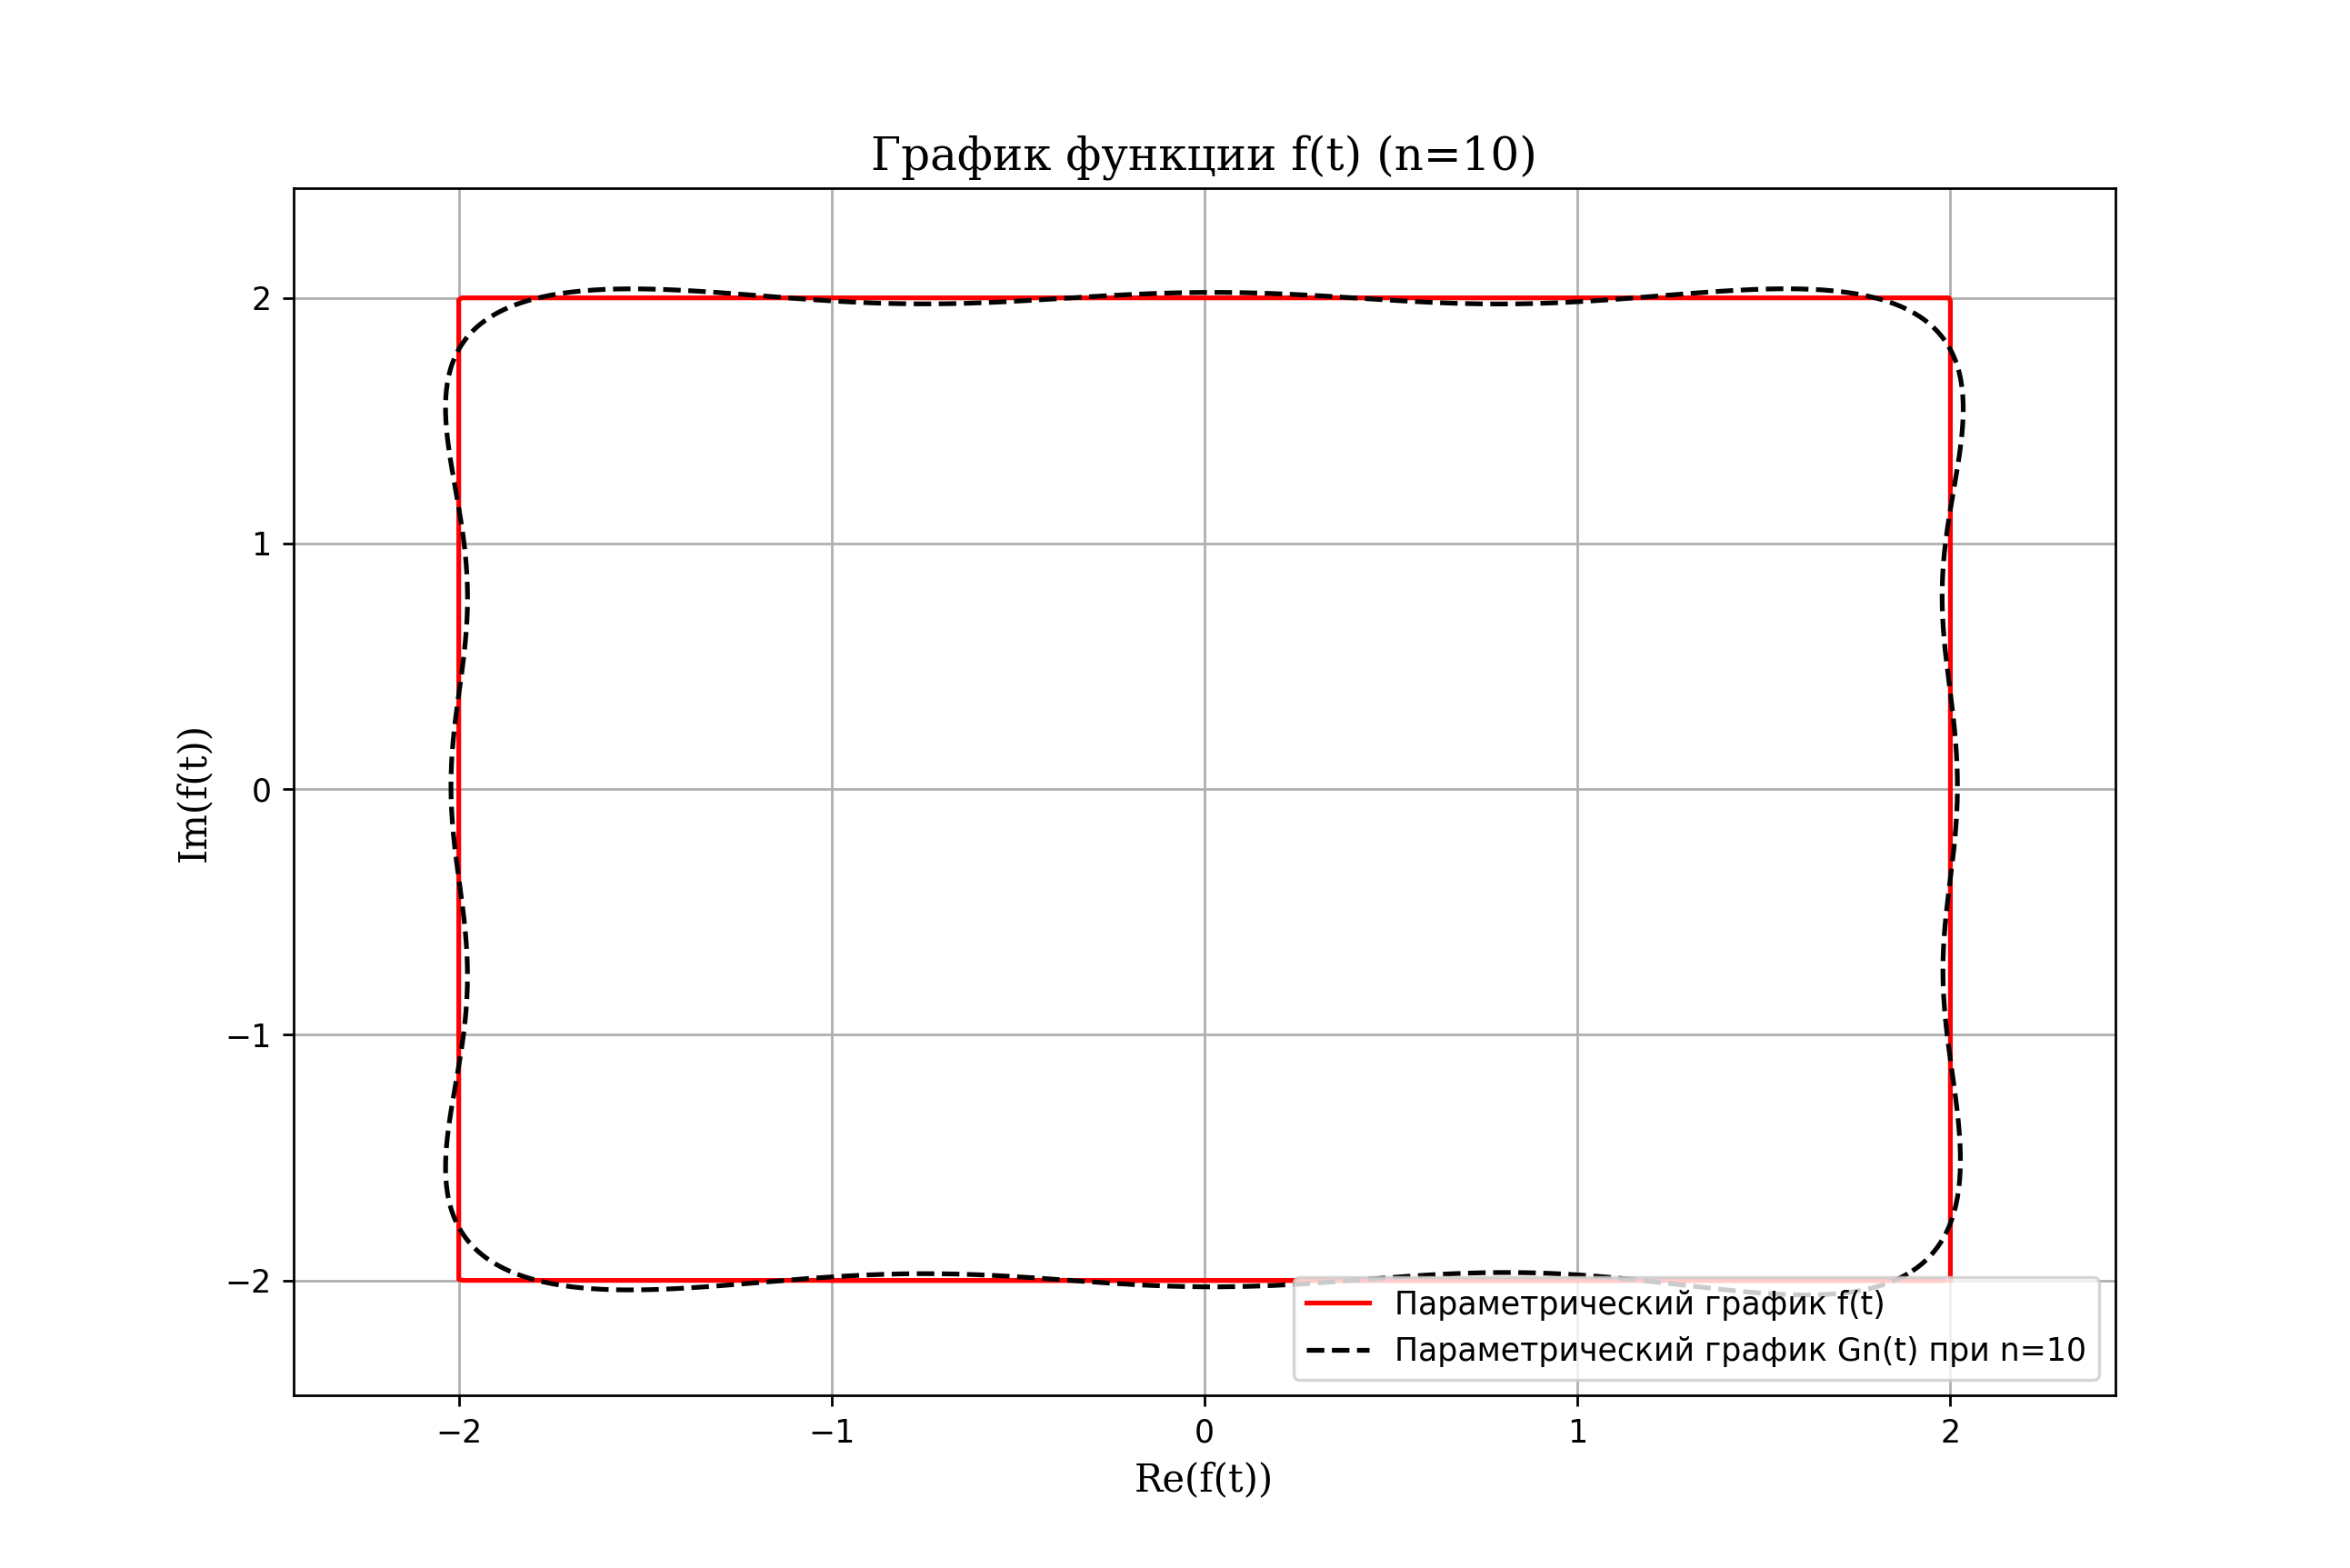 График функции f(t) (n=10)
Im(f(t))
2
1
0
−1
−2
Параметрический график f(t)
Параметрический график Gn(t) при n=10
−2 −1 0 1 2
Re(f(t))